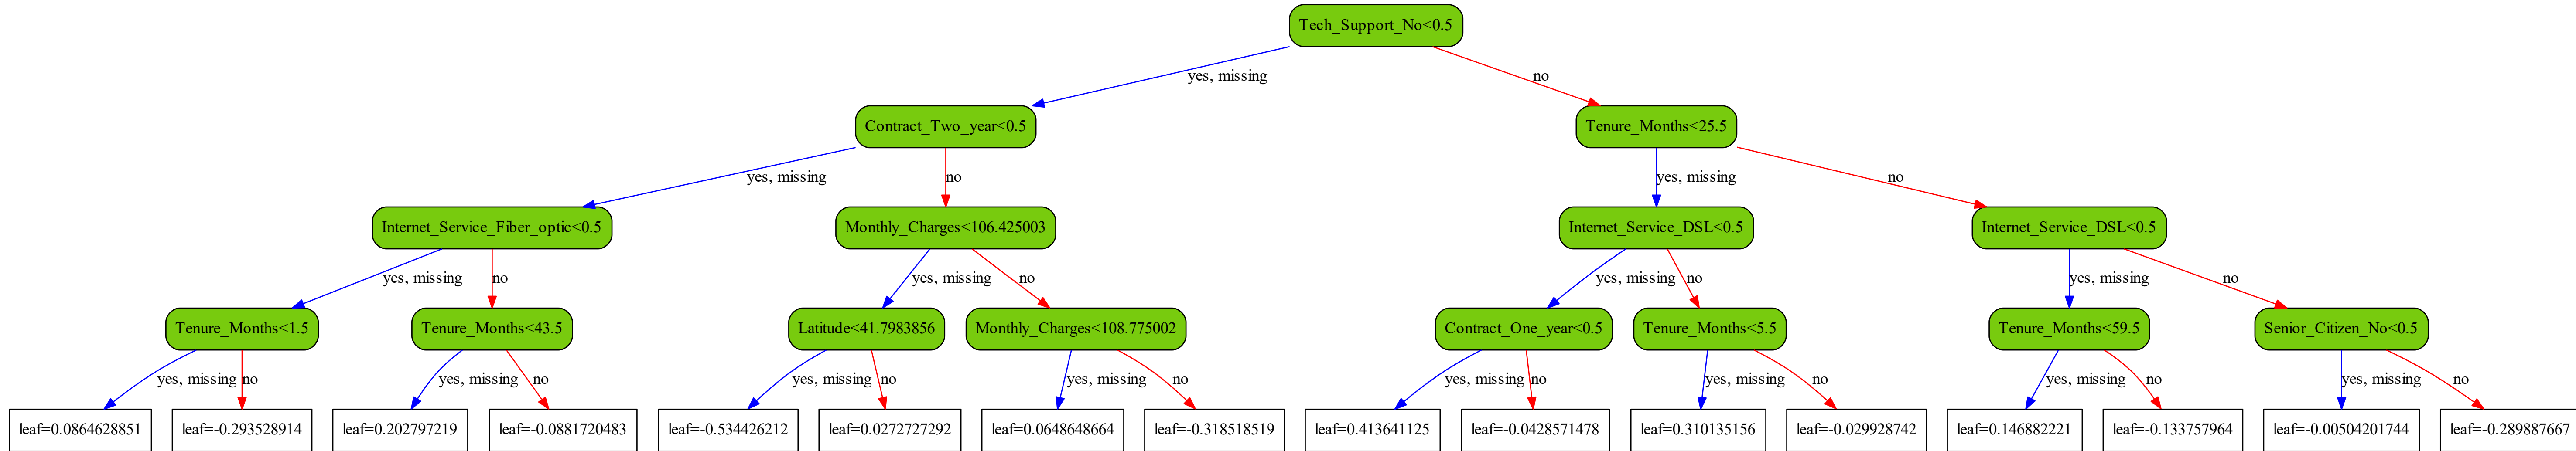 Tech_Support_No<0.5
yes, missing
no
Contract_Two_year<0.5
Tenure_Months<25.5
yes, missing
no
yes, missing
no
Internet_Service_Fiber_optic<0.5
Monthly_Charges<106.425003
Internet_Service_DSL<0.5
Internet_Service_DSL<0.5
yes, missing
no
yes, missing
no
yes, missing
no
yes, missing
no
Tenure_Months<1.5
Tenure_Months<43.5
Latitude<41.7983856
Monthly_Charges<108.775002
Contract_One_year<0.5
Tenure_Months<5.5
Tenure_Months<59.5
Senior_Citizen_No<0.5
yes, missing
no
yes, missing
no
yes, missing
no
yes, missing
no
yes, missing
no
yes, missing
no
yes, missing
no
yes, missing
no
leaf=0.0864628851
leaf=-0.293528914
leaf=0.202797219
leaf=-0.0881720483
leaf=-0.534426212
leaf=0.0272727292
leaf=0.0648648664
leaf=-0.318518519
leaf=0.413641125
leaf=-0.0428571478
leaf=0.310135156
leaf=-0.029928742
leaf=0.146882221
leaf=-0.133757964
leaf=-0.00504201744
leaf=-0.289887667